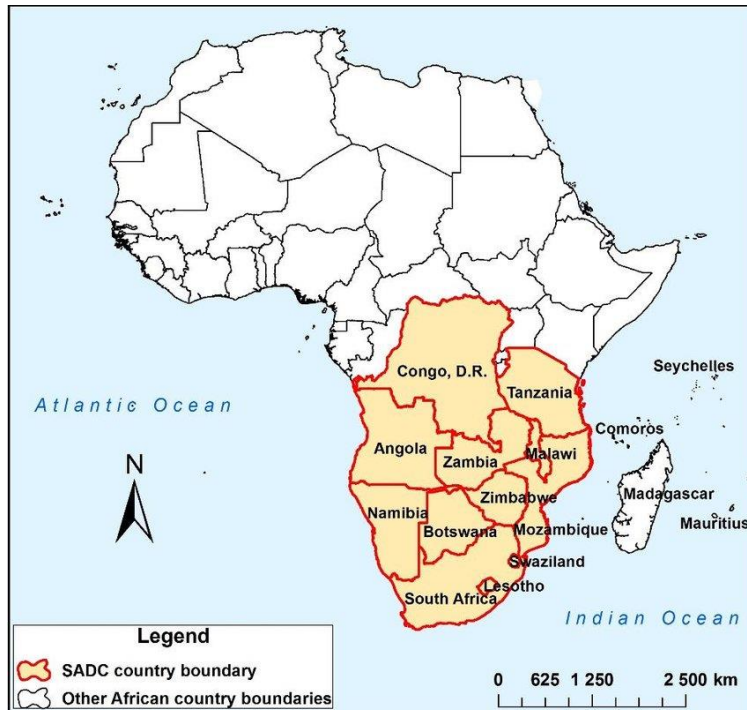 Congo, D.R.
Seychelles
Tanzania
Atlantic Ocean
Comoros
Angola
Malawi
N
Zambia
Madagascar
Zimbabwe
Namibia
Mauritius
Botswana
Mozambique
Swaziland
Lesotho
South Africa
Indian Ocean
Legend
SADC country boundary
Other African country boundaries
0 625 1 250 2 500 km